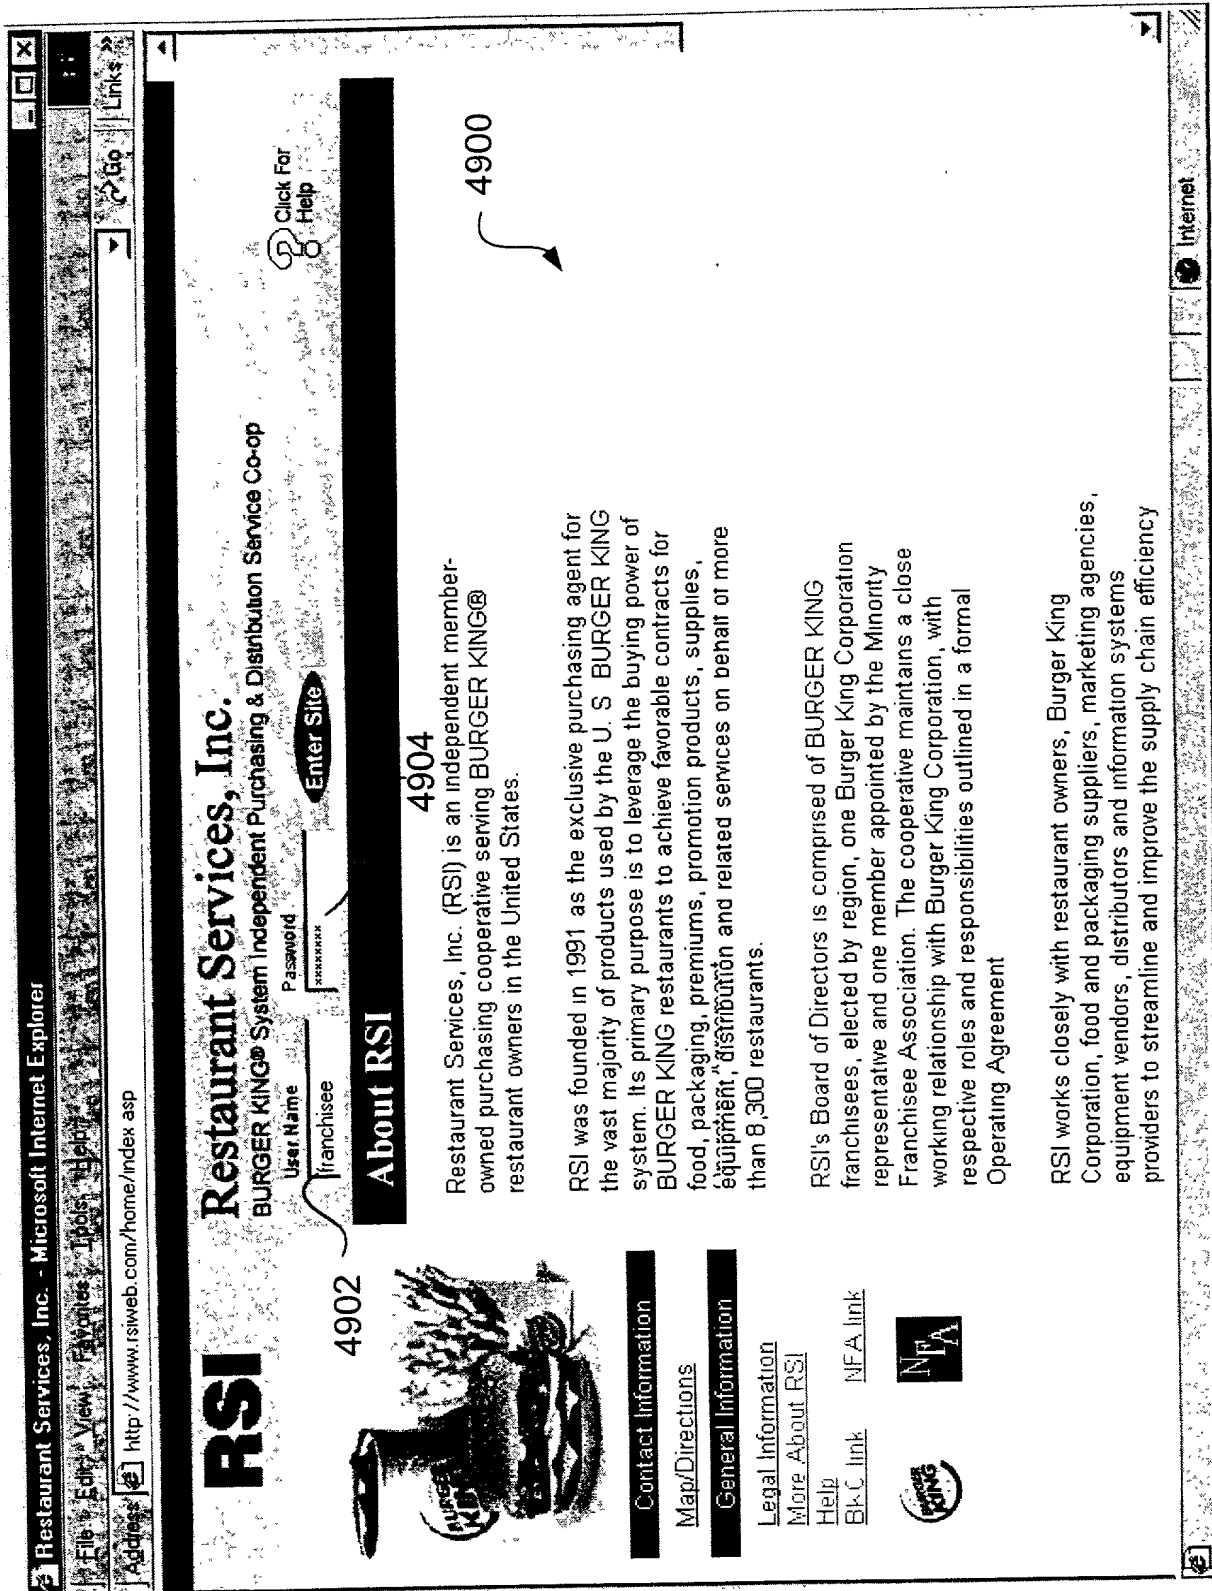 Restaurant Services, Inc. - Microsoft Internet Explorer
File Edit View Favorites Tools Help
Address http://www.rsiweb.com/home/index asp
Go Links »
RSI
Restaurant Services, Inc.
BURGER KING® System Independent Purchasing & Distribution Service Co-op
User Name
Password
franchisee
xxxxxxxx
Enter Site
Click For
Help
4902
About RSI
4904
4900
Restaurant Services, Inc. (RSI) is an independent member-
owned purchasing cooperative serving BURGER KING®
restaurant owners in the United States.
RSI was founded in 1991 as the exclusive purchasing agent for
the vast majority of products used by the U. S BURGER KING
system. Its primary purpose is to leverage the buying power of
BURGER KING restaurants to achieve favorable contracts for
food, packaging, premiums, promotion products, supplies,
equipment, distribution and related services on behalf of more
than 8,300 restaurants.
RSI's Board of Directors is comprised of BURGER KING
franchisees, elected by region, one Burger King Corporation
representative and one member appointed by the Minority
Franchisee Association. The cooperative maintains a close
working relationship with Burger King Corporation, with
respective roles and responsibilities outlined in a formal
Operating Agreement
RSI works closely with restaurant owners, Burger King
Corporation, food and packaging suppliers, marketing agencies,
equipment vendors, distributors and information systems
providers to streamline and improve the supply chain efficiency
BURGER KING
Contact Information
Map/Directions
General Information
Legal Information
More About RSI
Help
BKC link NFA link
BURGER KING
NFA
Internet